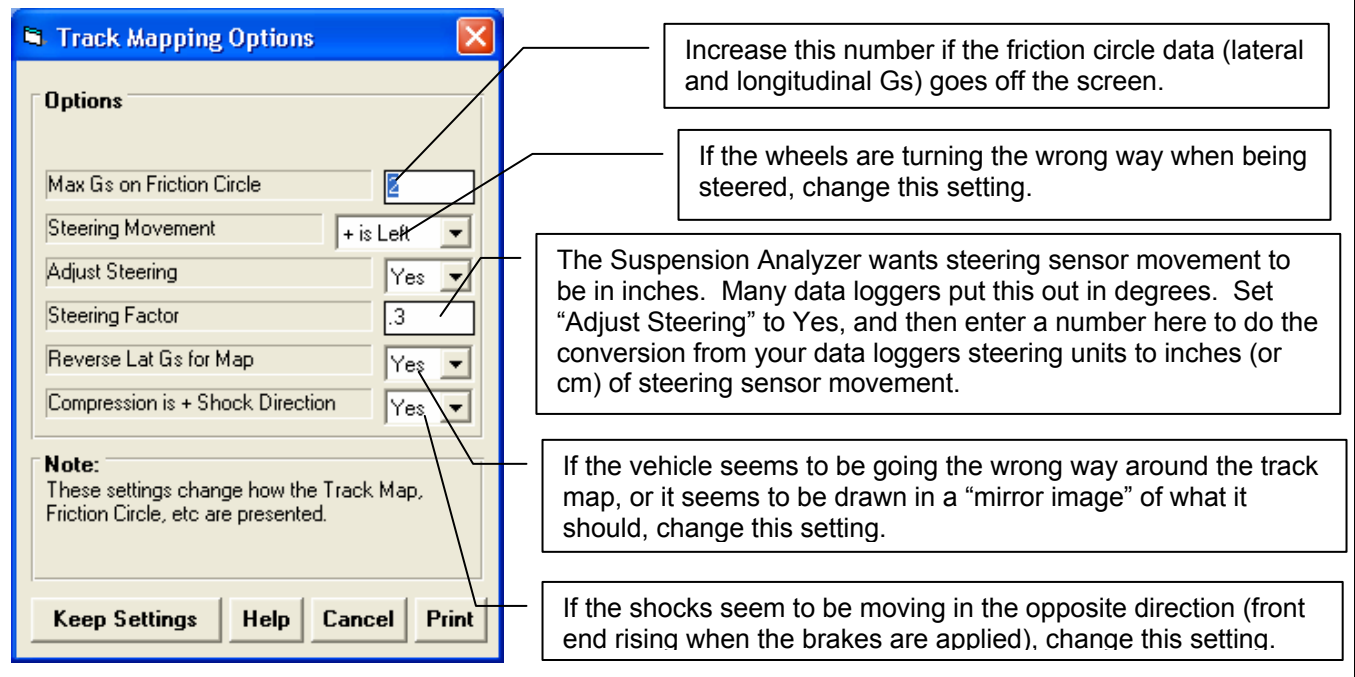 Track Mapping Options
Options
Max Gs on Friction Circle
2
Steering Movement
+ is Left
Adjust Steering
Yes
Steering Factor
.3
Reverse Lat Gs for Map
Yes
Compression is + Shock Direction
Yes
Note:
These settings change how the Track Map,
Friction Circle, etc are presented.
Keep Settings
Help
Cancel
Print
Increase this number if the friction circle data (lateral
and longitudinal Gs) goes off the screen.
If the wheels are turning the wrong way when being
steered, change this setting.
The Suspension Analyzer wants steering sensor movement to
be in inches.  Many data loggers put this out in degrees.  Set
“Adjust Steering” to Yes, and then enter a number here to do the
conversion from your data loggers steering units to inches (or
cm) of steering sensor movement.
If the vehicle seems to be going the wrong way around the track
map, or it seems to be drawn in a “mirror image” of what it
should, change this setting.
If the shocks seem to be moving in the opposite direction (front
end rising when the brakes are applied), change this setting.